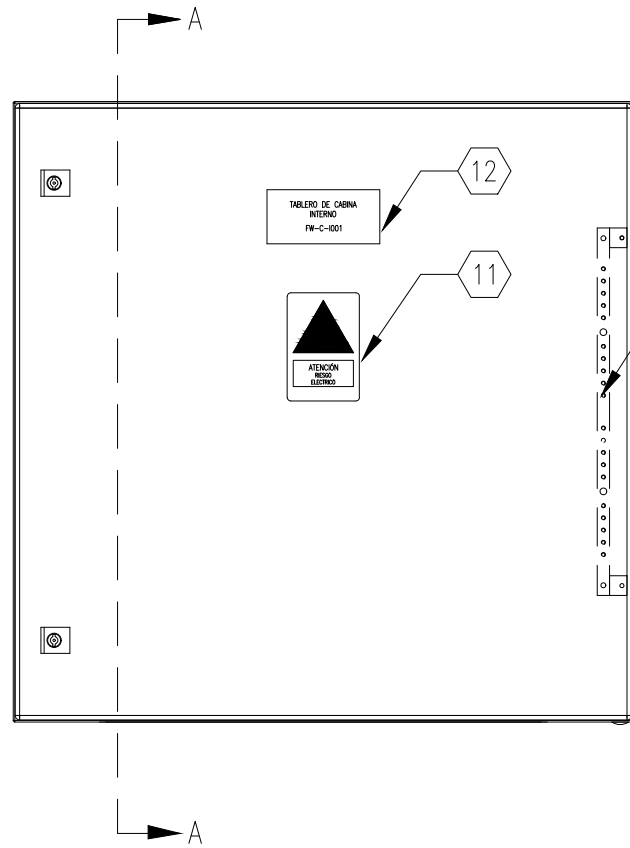 A
12
TABLERO DE CABINA
INTERNO
FW-C-I001
11
ATENCIÓN
RIESGO
ELECTRICO
A